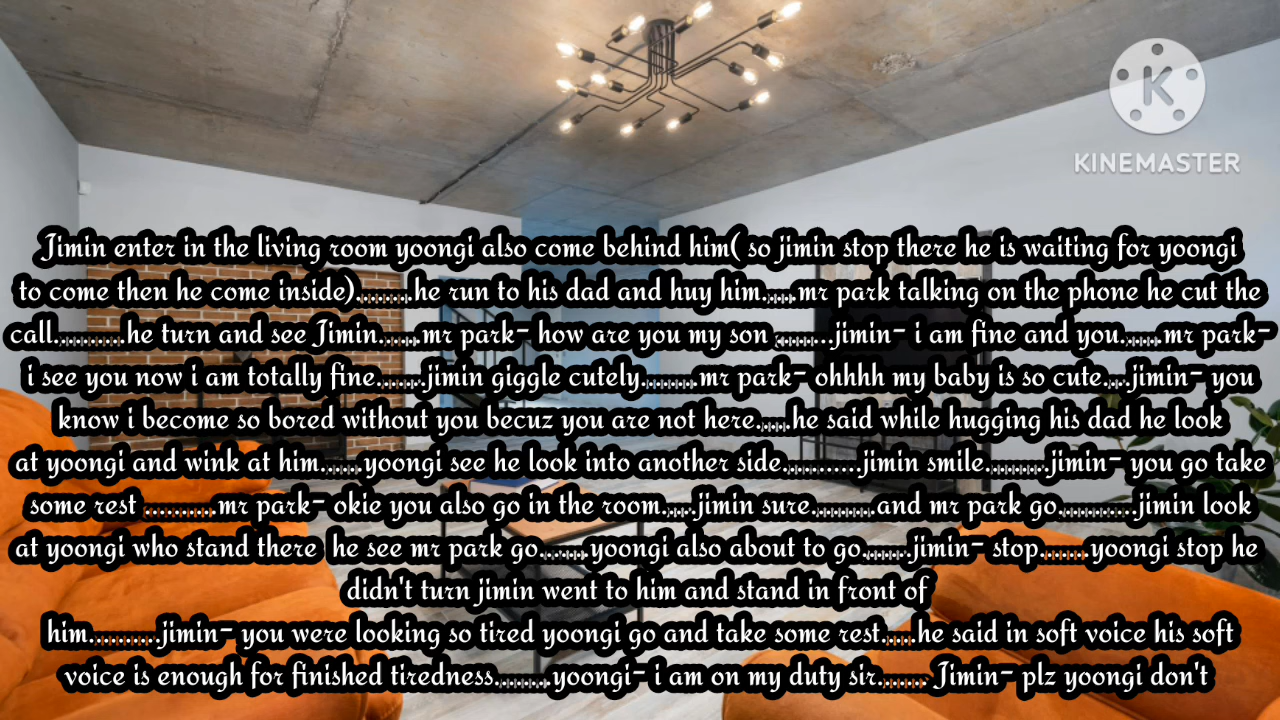 K
KINEMASTER
Jimin enter in the living room yoongi also come behind him( so jimin stop there he is waiting for yoongi
to come then he come inside).........he run to his dad and huy him......mr park talking on the phone he cut the
call...........he turn and see Jimin.......mr park- how are you my son ..........jimin- i am fine and you.......mr park-
i see you now i am totally fine.........jimin giggle cutely..........mr park- ohhhh my baby is so cute.....jimin- you
know i become so bored without you becuz you are not here......he said while hugging his dad he look
at yoongi and wink at him........yoongi see he look into another side............jimin smile...........jimin- you go take
some rest .............mr park- okie you also go in the room......jimin sure...........and mr park go..............jimin look
at yoongi who stand there he see mr park go.........yoongi also about to go........jimin- stop........yoongi stop he
didn't turn jimin went to him and stand in front of
him............jimin- you were looking so tired yoongi go and take some rest......he said in soft voice his soft
voice is enough for finished tiredness..........yoongi- i am on my duty sir........ Jimin- plz yoongi don't